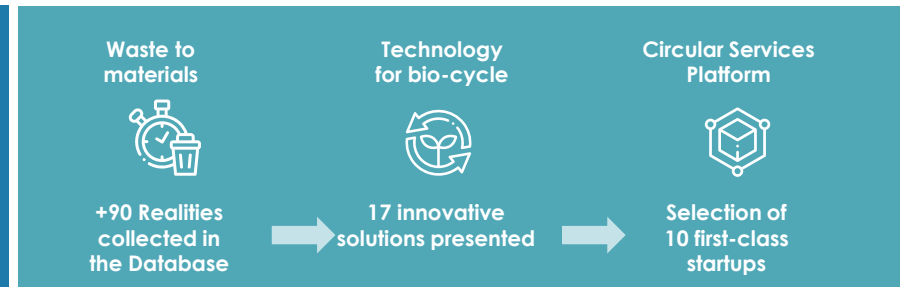 Waste to
materials
Technology
for bio-cycle
Circular Services
Platform
+90 Realities
collected in
the Database
17 innovative
solutions presented
Selection of
10 first-class
startups